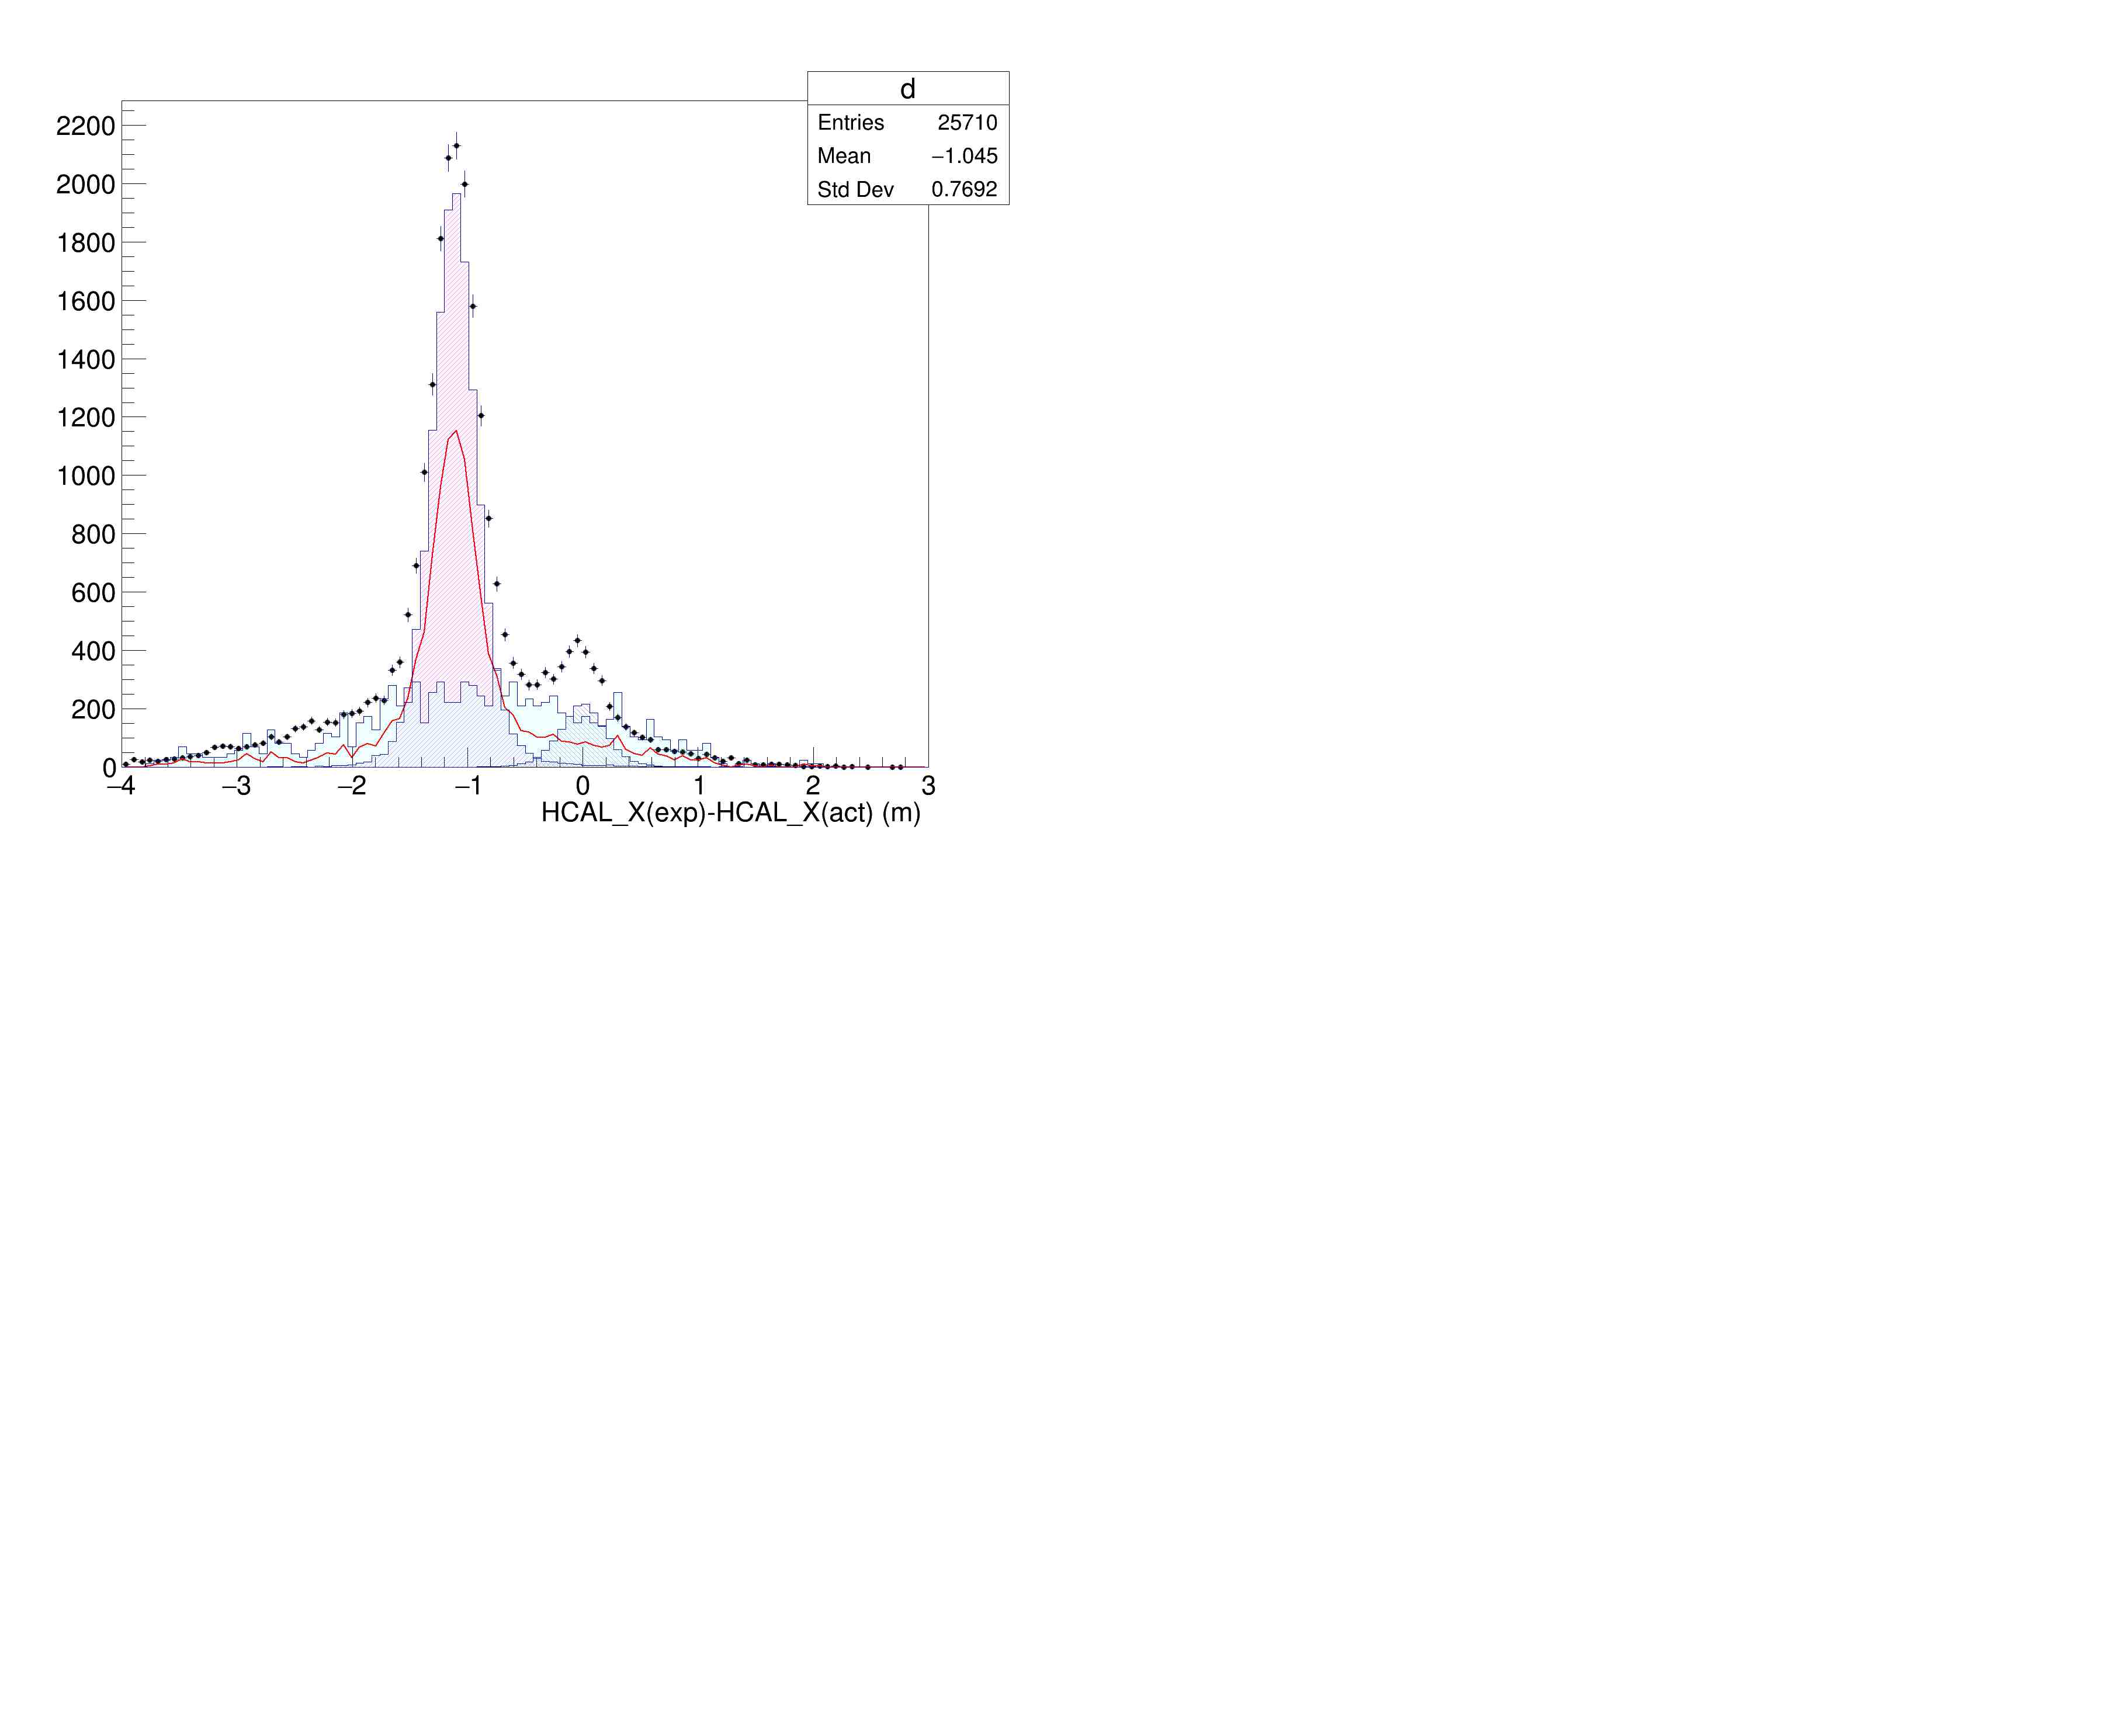 d
Entries 25710
Mean −1.045
Std Dev 0.7692
2200
2000
1800
1600
1400
1200
1000
800
600
400
200
0
−4 −3 −2 −1 0 1 2 3
HCAL_X(exp)-HCAL_X(act) (m)